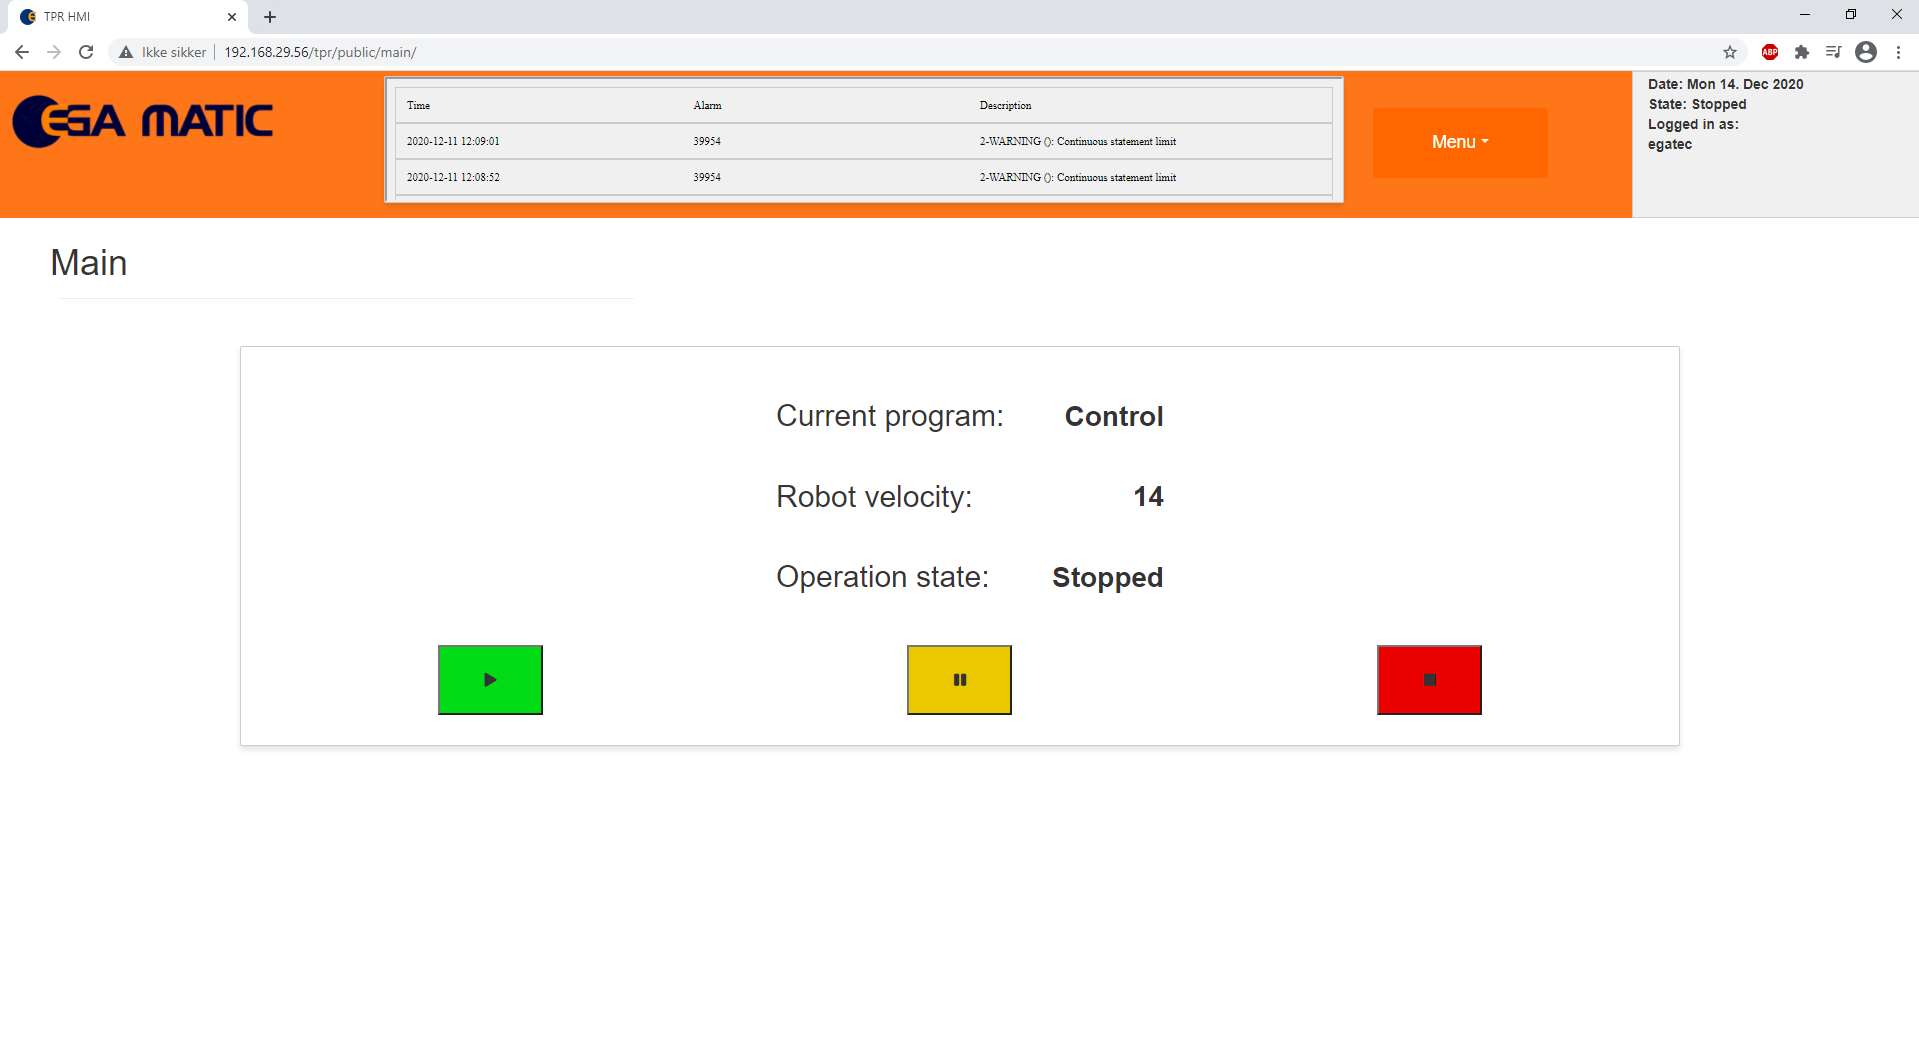 TPR HMI
Ikke sikker 192.168.29.56/tpr/public/main/
ABP
EGA MATIC
Time Alarm Description
2020-12-11 12:09:01 39954 2-WARNING (): Continuous statement limit
2020-12-11 12:08:52 39954 2-WARNING (): Continuous statement limit
Menu
Date: Mon 14. Dec 2020
State: Stopped
Logged in as:
egatec
Main
Current program: Control
Robot velocity: 14
Operation state: Stopped